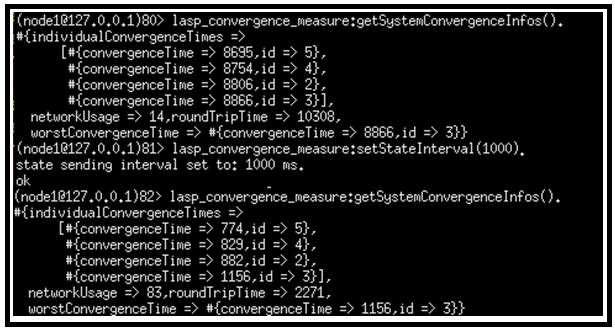 (node1@127.0.0.1)80> lasp_convergence_measure:getSystemConvergenceInfos().
#{individualConvergenceTimes =>
[#{convergenceTime => 8695,id => 5},
#{convergenceTime => 8754,id => 4},
#{convergenceTime => 8806,id => 2},
#{convergenceTime => 8866,id => 3}],
networkUsage => 14,roundTripTime => 10308,
worstConvergenceTime => #{convergenceTime => 8866,id => 3}}
(node1@127.0.0.1)81> lasp_convergence_measure:setStateInterval(1000).
state sending interval set to: 1000 ms.
ok
(node1@127.0.0.1)82> lasp_convergence_measure:getSystemConvergenceInfos().
#{individualConvergenceTimes =>
[#{convergenceTime => 774,id => 5},
#{convergenceTime => 829,id => 4},
#{convergenceTime => 882,id => 2},
#{convergenceTime => 1156,id => 3}],
networkUsage => 83,roundTripTime => 2271,
worstConvergenceTime => #{convergenceTime => 1156,id => 3}}